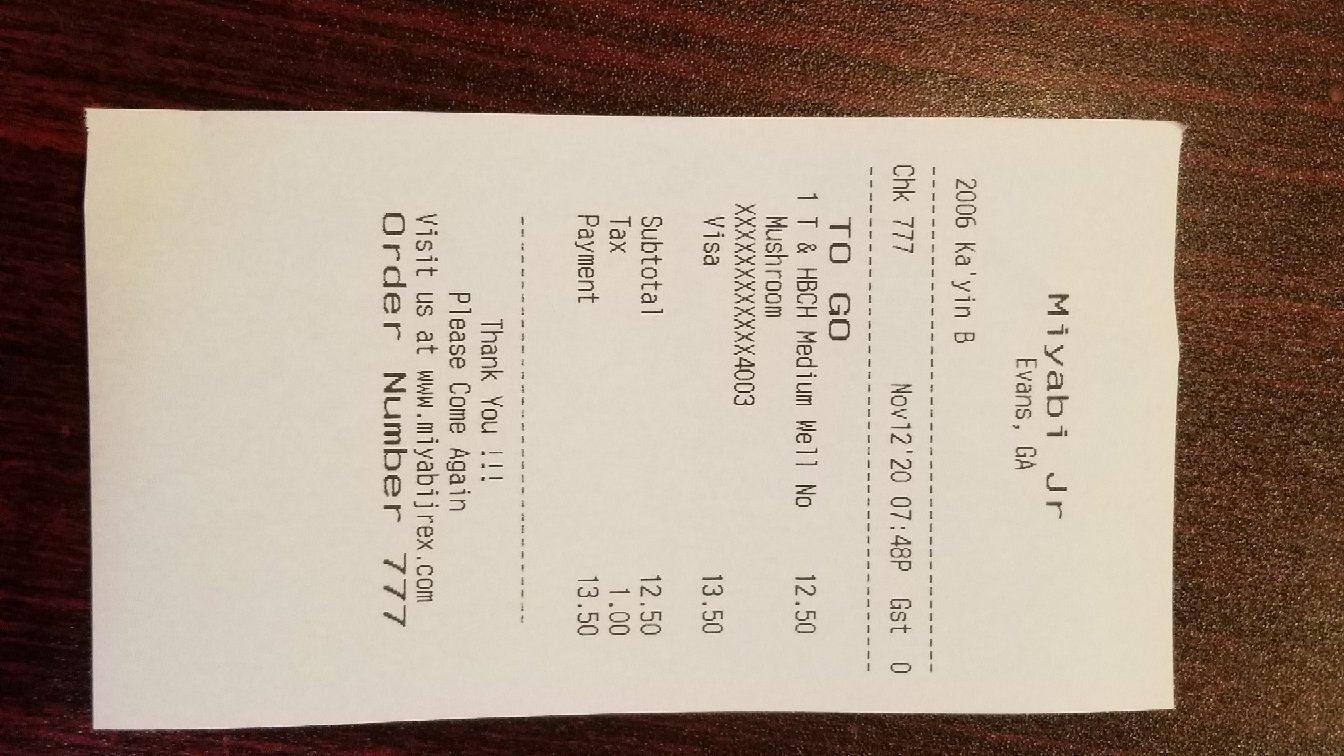 Miyabi Jr
Evans, GA
2006 Ka'yin B
Chk 777 Nov12'20 07:48P Gst 0
TO GO
1 T & HBCH Medium Well No 12.50
Mushroom
XXXXXXXXXXXX4003
Visa 13.50
Subtotal 12.50
Tax 1.00
Payment 13.50
Thank You !!!
Please Come Again
Visit us at www.miyabijrex.com
Order Number 777